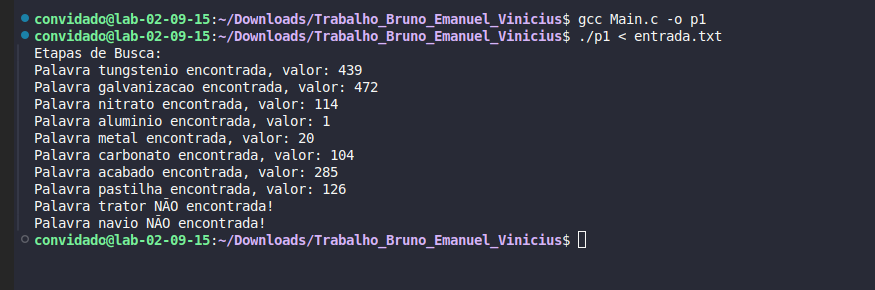 convidado@lab-02-09-15:~/Downloads/Trabalho_Bruno_Emanuel_Vinicius$ gcc Main.c -o p1
convidado@lab-02-09-15:~/Downloads/Trabalho_Bruno_Emanuel_Vinicius$ ./p1 < entrada.txt
Etapas de Busca:
Palavra tungstenio encontrada, valor: 439
Palavra galvanizacao encontrada, valor: 472
Palavra nitrato encontrada, valor: 114
Palavra aluminio encontrada, valor: 1
Palavra metal encontrada, valor: 20
Palavra carbonato encontrada, valor: 104
Palavra acabado encontrada, valor: 285
Palavra pastilha encontrada, valor: 126
Palavra trator NÃO encontrada!
Palavra navio NÃO encontrada!
convidado@lab-02-09-15:~/Downloads/Trabalho_Bruno_Emanuel_Vinicius$